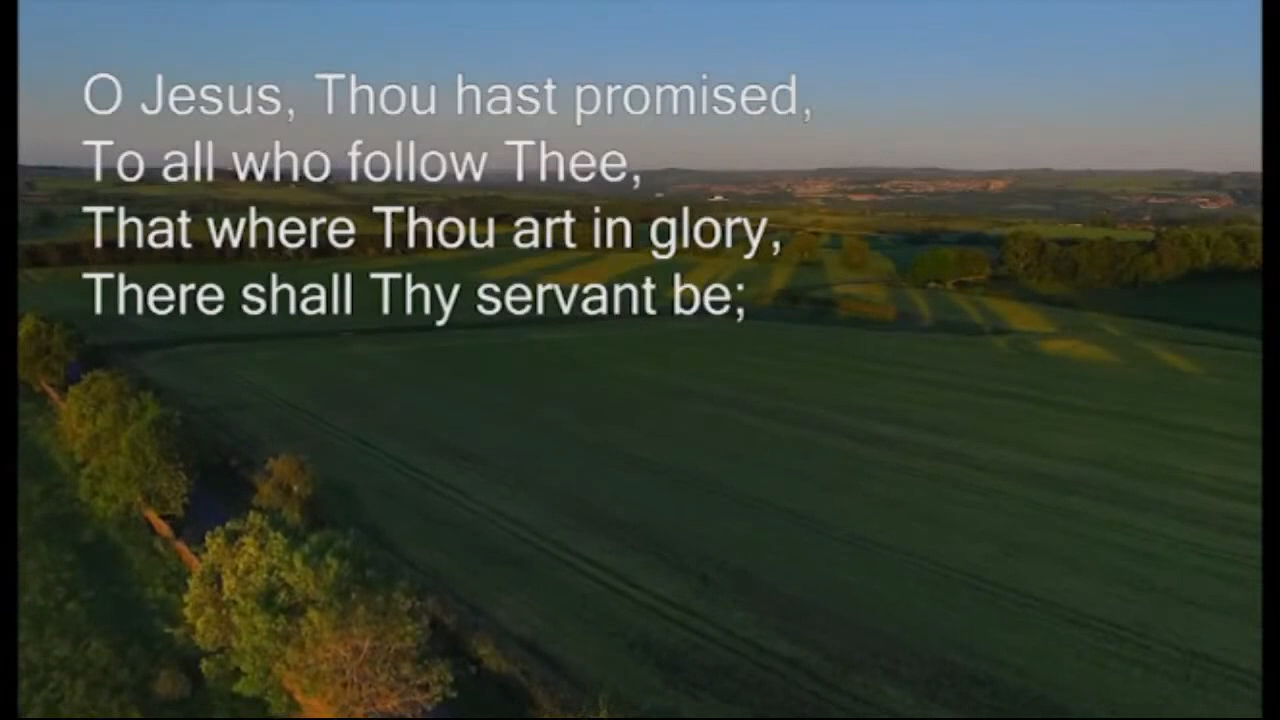 O Jesus, Thou hast promised,
To all who follow Thee,
That where Thou art in glory,
There shall Thy servant be;